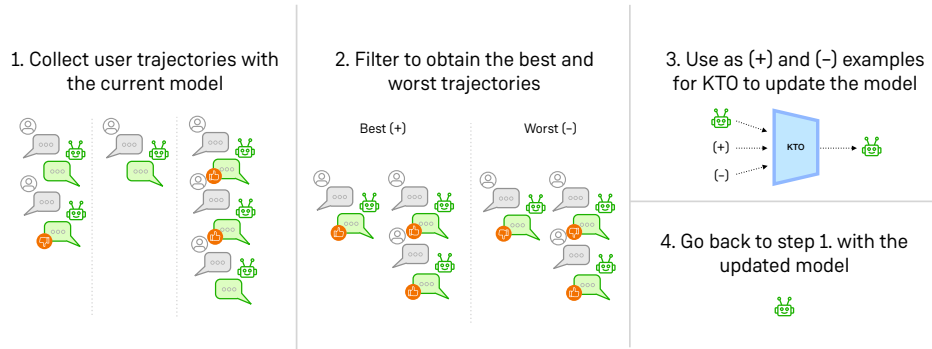 1. Collect user trajectories with
the current model
2. Filter to obtain the best and
worst trajectories
Best (+)
Worst (-)
3. Use as (+) and (-) examples
for KTO to update the model
(+)
(-)
KTO
4. Go back to step 1. with the
updated model